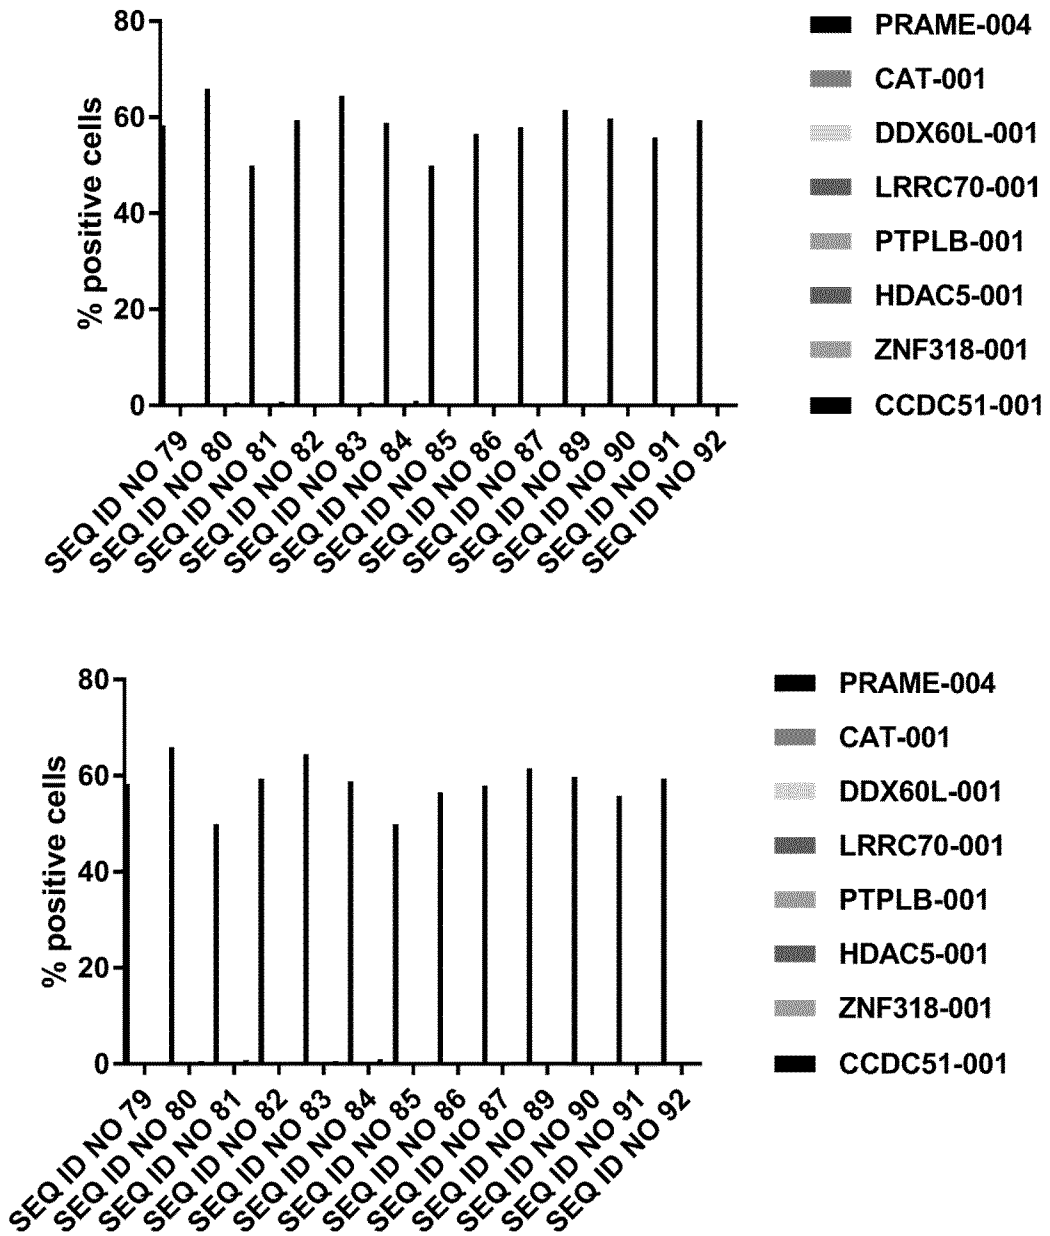 80
60
40
20
0
% positive cells
SEQ ID NO 79
SEQ ID NO 80
SEQ ID NO 81
SEQ ID NO 82
SEQ ID NO 83
SEQ ID NO 84
SEQ ID NO 85
SEQ ID NO 86
SEQ ID NO 87
SEQ ID NO 89
SEQ ID NO 90
SEQ ID NO 91
SEQ ID NO 92
PRAME-004
CAT-001
DDX60L-001
LRRC70-001
PTPLB-001
HDAC5-001
ZNF318-001
CCDC51-001
80
60
40
20
0
% positive cells
SEQ ID NO 79
SEQ ID NO 80
SEQ ID NO 81
SEQ ID NO 82
SEQ ID NO 83
SEQ ID NO 84
SEQ ID NO 85
SEQ ID NO 86
SEQ ID NO 87
SEQ ID NO 89
SEQ ID NO 90
SEQ ID NO 91
SEQ ID NO 92
PRAME-004
CAT-001
DDX60L-001
LRRC70-001
PTPLB-001
HDAC5-001
ZNF318-001
CCDC51-001